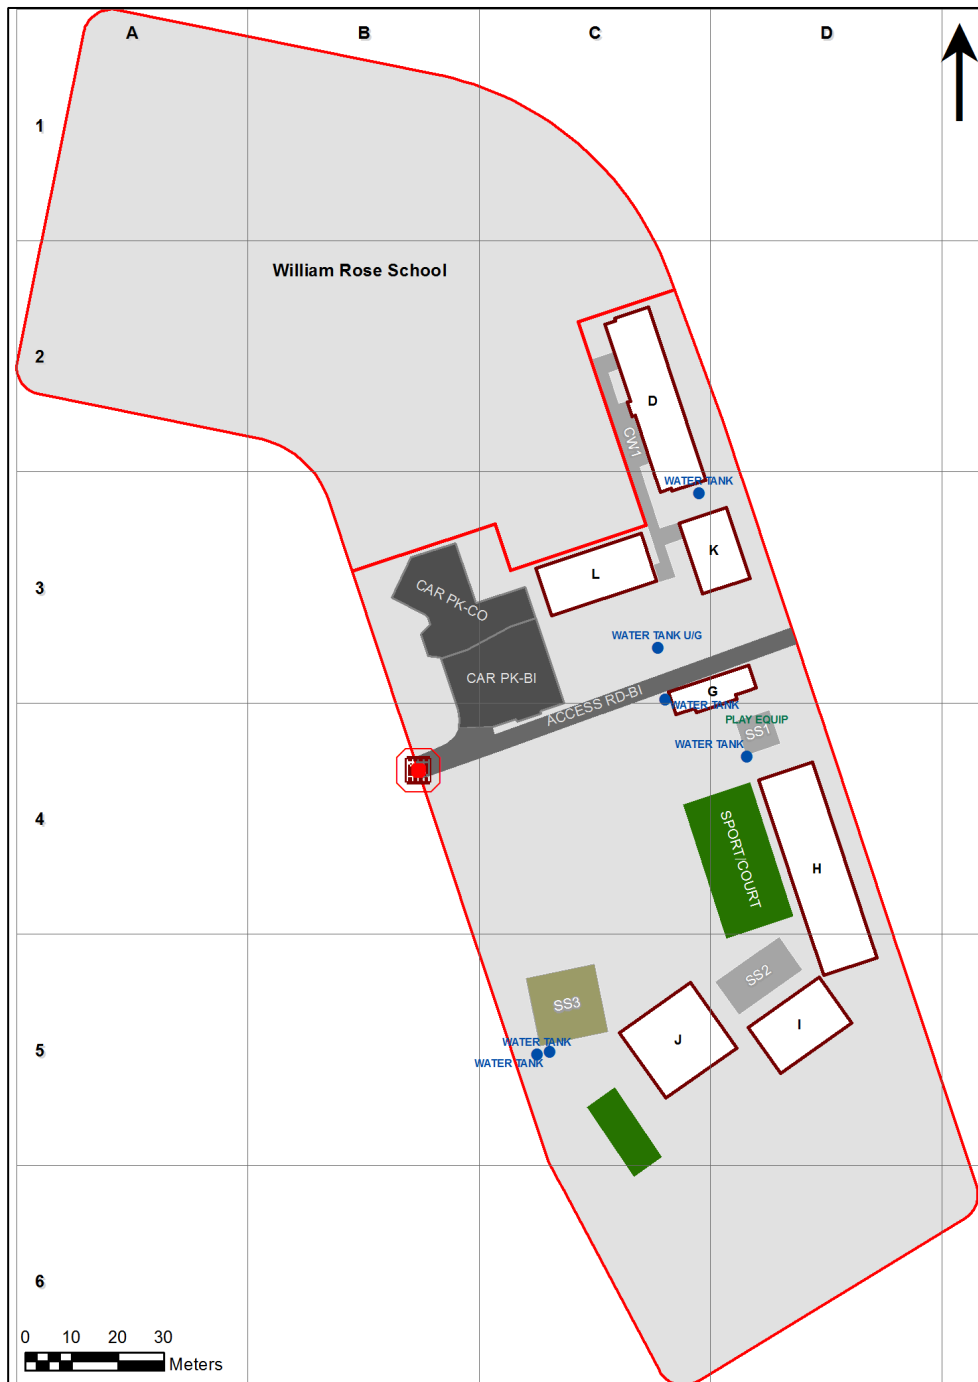 A
B
C
D
1
William Rose School
2
D
CW1
WATER TANK
K
L
3
CAR PK-CO
WATER TANK U/G
CAR PK-BI
G
ACCESS RD-BI
WATER TANK
PLAY EQUIP
SS1
WATER TANK
4
SPORT/COURT
H
SS2
SS3
I
J
5
WATER TANK
WATER TANK
6
0 10 20 30
Meters